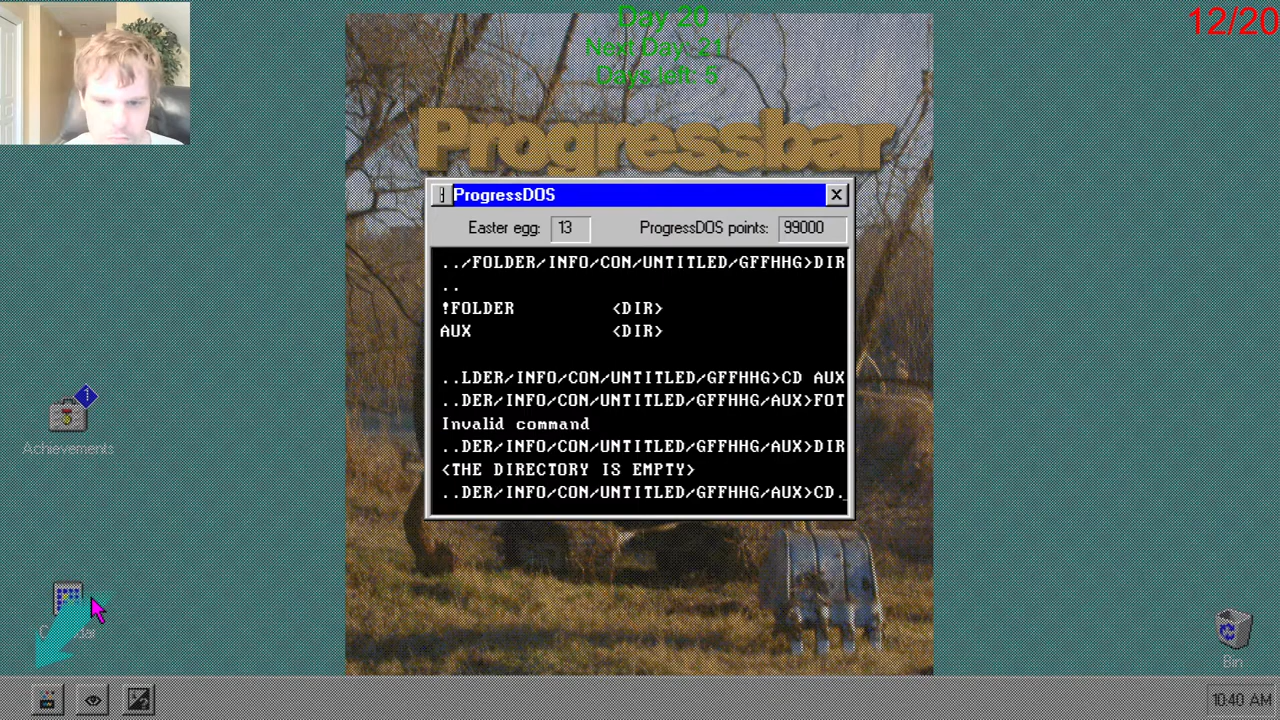 Day 20
Next Day: 21
Days left: 5
12/20
Progressbar
ProgressDOS
Easter egg: 13 ProgressDOS points: 99000
../FOLDER/INFO/CON/UNTITLED/GFFHHG>DIR
..
!FOLDER <DIR>
AUX <DIR>
..LDER/INFO/CON/UNTITLED/GFFHHG>CD AUX
..DER/INFO/CON/UNTITLED/GFFHHG/AUX>FOT
Invalid command
..DER/INFO/CON/UNTITLED/GFFHHG/AUX>DIR
<THE DIRECTORY IS EMPTY>
..DER/INFO/CON/UNTITLED/GFFHHG/AUX>CD._
1
Achievements
Bin
10:40 AM